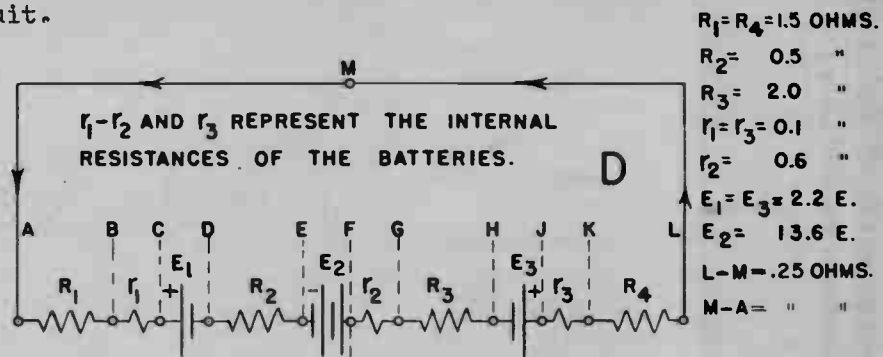 uit.
M
r₁-r₂ AND r₃ REPRESENT THE INTERNAL
RESISTANCES OF THE BATTERIES.
D
A B C D E F G H J K L
R₁ r₁ + E₁ R₂ - E₂ r₂ R₃ E₃ + r₃ R₄
R₁=R₄=1.5 OHMS.
R₂= 0.5 "
R₃= 2.0 "
r₁=r₃=0.1 "
r₂= 0.6 "
E₁=E₃=2.2 E.
E₂= 13.6 E.
L-M=.25 OHMS.
M-A= " "